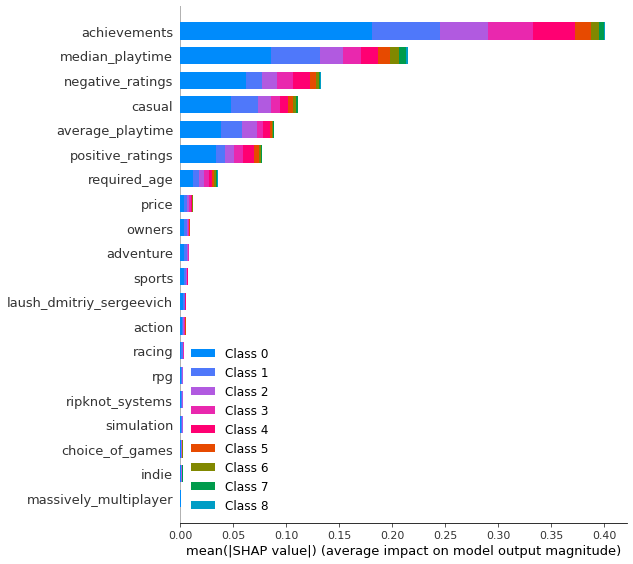 achievements
median_playtime
negative_ratings
casual
average_playtime
positive_ratings
required_age
price
owners
adventure
sports
laush_dmitriy_sergeevich
action
racing
rpg
ripknot_systems
simulation
choice_of_games
indie
massively_multiplayer
Class 0
Class 1
Class 2
Class 3
Class 4
Class 5
Class 6
Class 7
Class 8
0.00 0.05 0.10 0.15 0.20 0.25 0.30 0.35 0.40
mean(|SHAP value|) (average impact on model output magnitude)